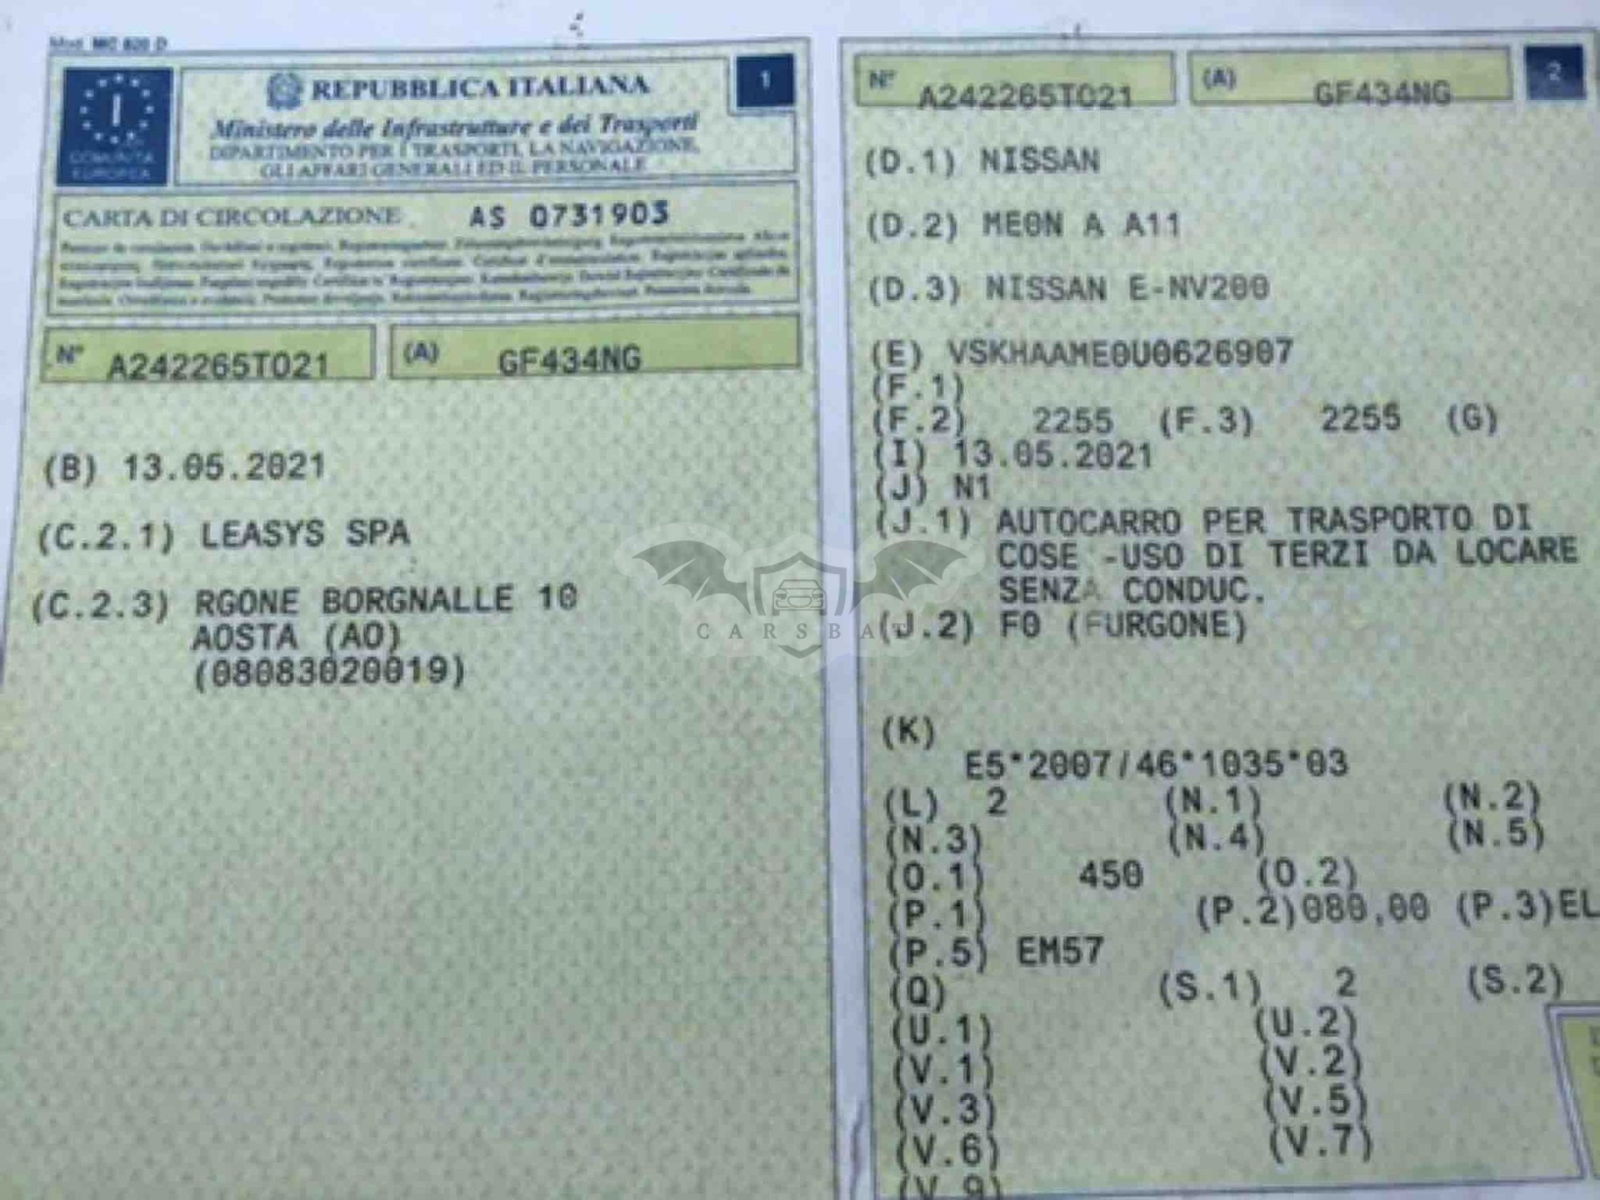 Mod. MC 820 D
I
COMUNITA
EUROPEA
REPUBBLICA ITALIANA
Ministero delle Infrastrutture e dei Trasporti
DIPARTIMENTO PER I TRASPORTI, LA NAVIGAZIONE,
GLI AFFARI GENERALI ED IL PERSONALE
1
CARTA DI CIRCOLAZIONE AS 0731903
N° A242265T021 (A) GF434NG
(B) 13.05.2021
(C.2.1) LEASYS SPA
(C.2.3) RGONE BORGNALLE 10
AOSTA (AO)
(08083020019)
N° A242265T021 (A) GF434NG 2
(D.1) NISSAN
(D.2) ME0N A A11
(D.3) NISSAN E-NV200
(E) VSKHAAME0U0626907
(F.1)
(F.2) 2255 (F.3) 2255 (G)
(I) 13.05.2021
(J) N1
(J.1) AUTOCARRO PER TRASPORTO DI
COSE -USO DI TERZI DA LOCARE
SENZA CONDUC.
(J.2) F0 (FURGONE)
(K)
E5*2007/46*1035*03
(L) 2 (N.1) (N.2)
(N.3) (N.4) (N.5)
(O.1) 450 (O.2)
(P.1) (P.2)080,00 (P.3)EL
(P.5) EM57
(Q) (S.1) 2 (S.2)
(U.1) (U.2)
(V.1) (V.2)
(V.3) (V.5)
(V.6) (V.7)
(V.9)
CARSBAT